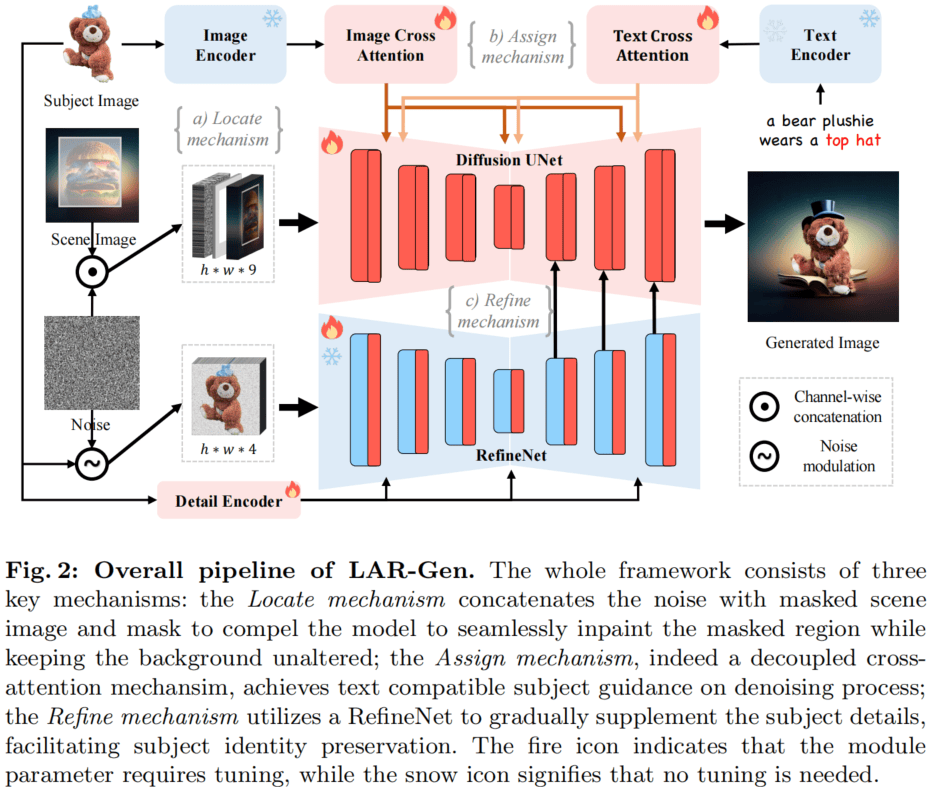 Subject Image
Image
Encoder
Image Cross
Attention
b) Assign
mechanism
Text Cross
Attention
Text
Encoder
a bear plushie
wears a top hat
a) Locate
mechanism
Scene Image
h*w*9
Diffusion UNet
c) Refine
mechanism
Generated Image
Noise
h*w*4
RefineNet
Detail Encoder
Channel-wise
concatenation
Noise
modulation
Fig. 2: Overall pipeline of LAR-Gen. The whole framework consists of three
key mechanisms: the Locate mechanism concatenates the noise with masked scene
image and mask to compel the model to seamlessly inpaint the masked region while
keeping the background unaltered; the Assign mechanism, indeed a decoupled cross-
attention mechansim, achieves text compatible subject guidance on denoising process;
the Refine mechanism utilizes a RefineNet to gradually supplement the subject details,
facilitating subject identity preservation. The fire icon indicates that the module
parameter requires tuning, while the snow icon signifies that no tuning is needed.